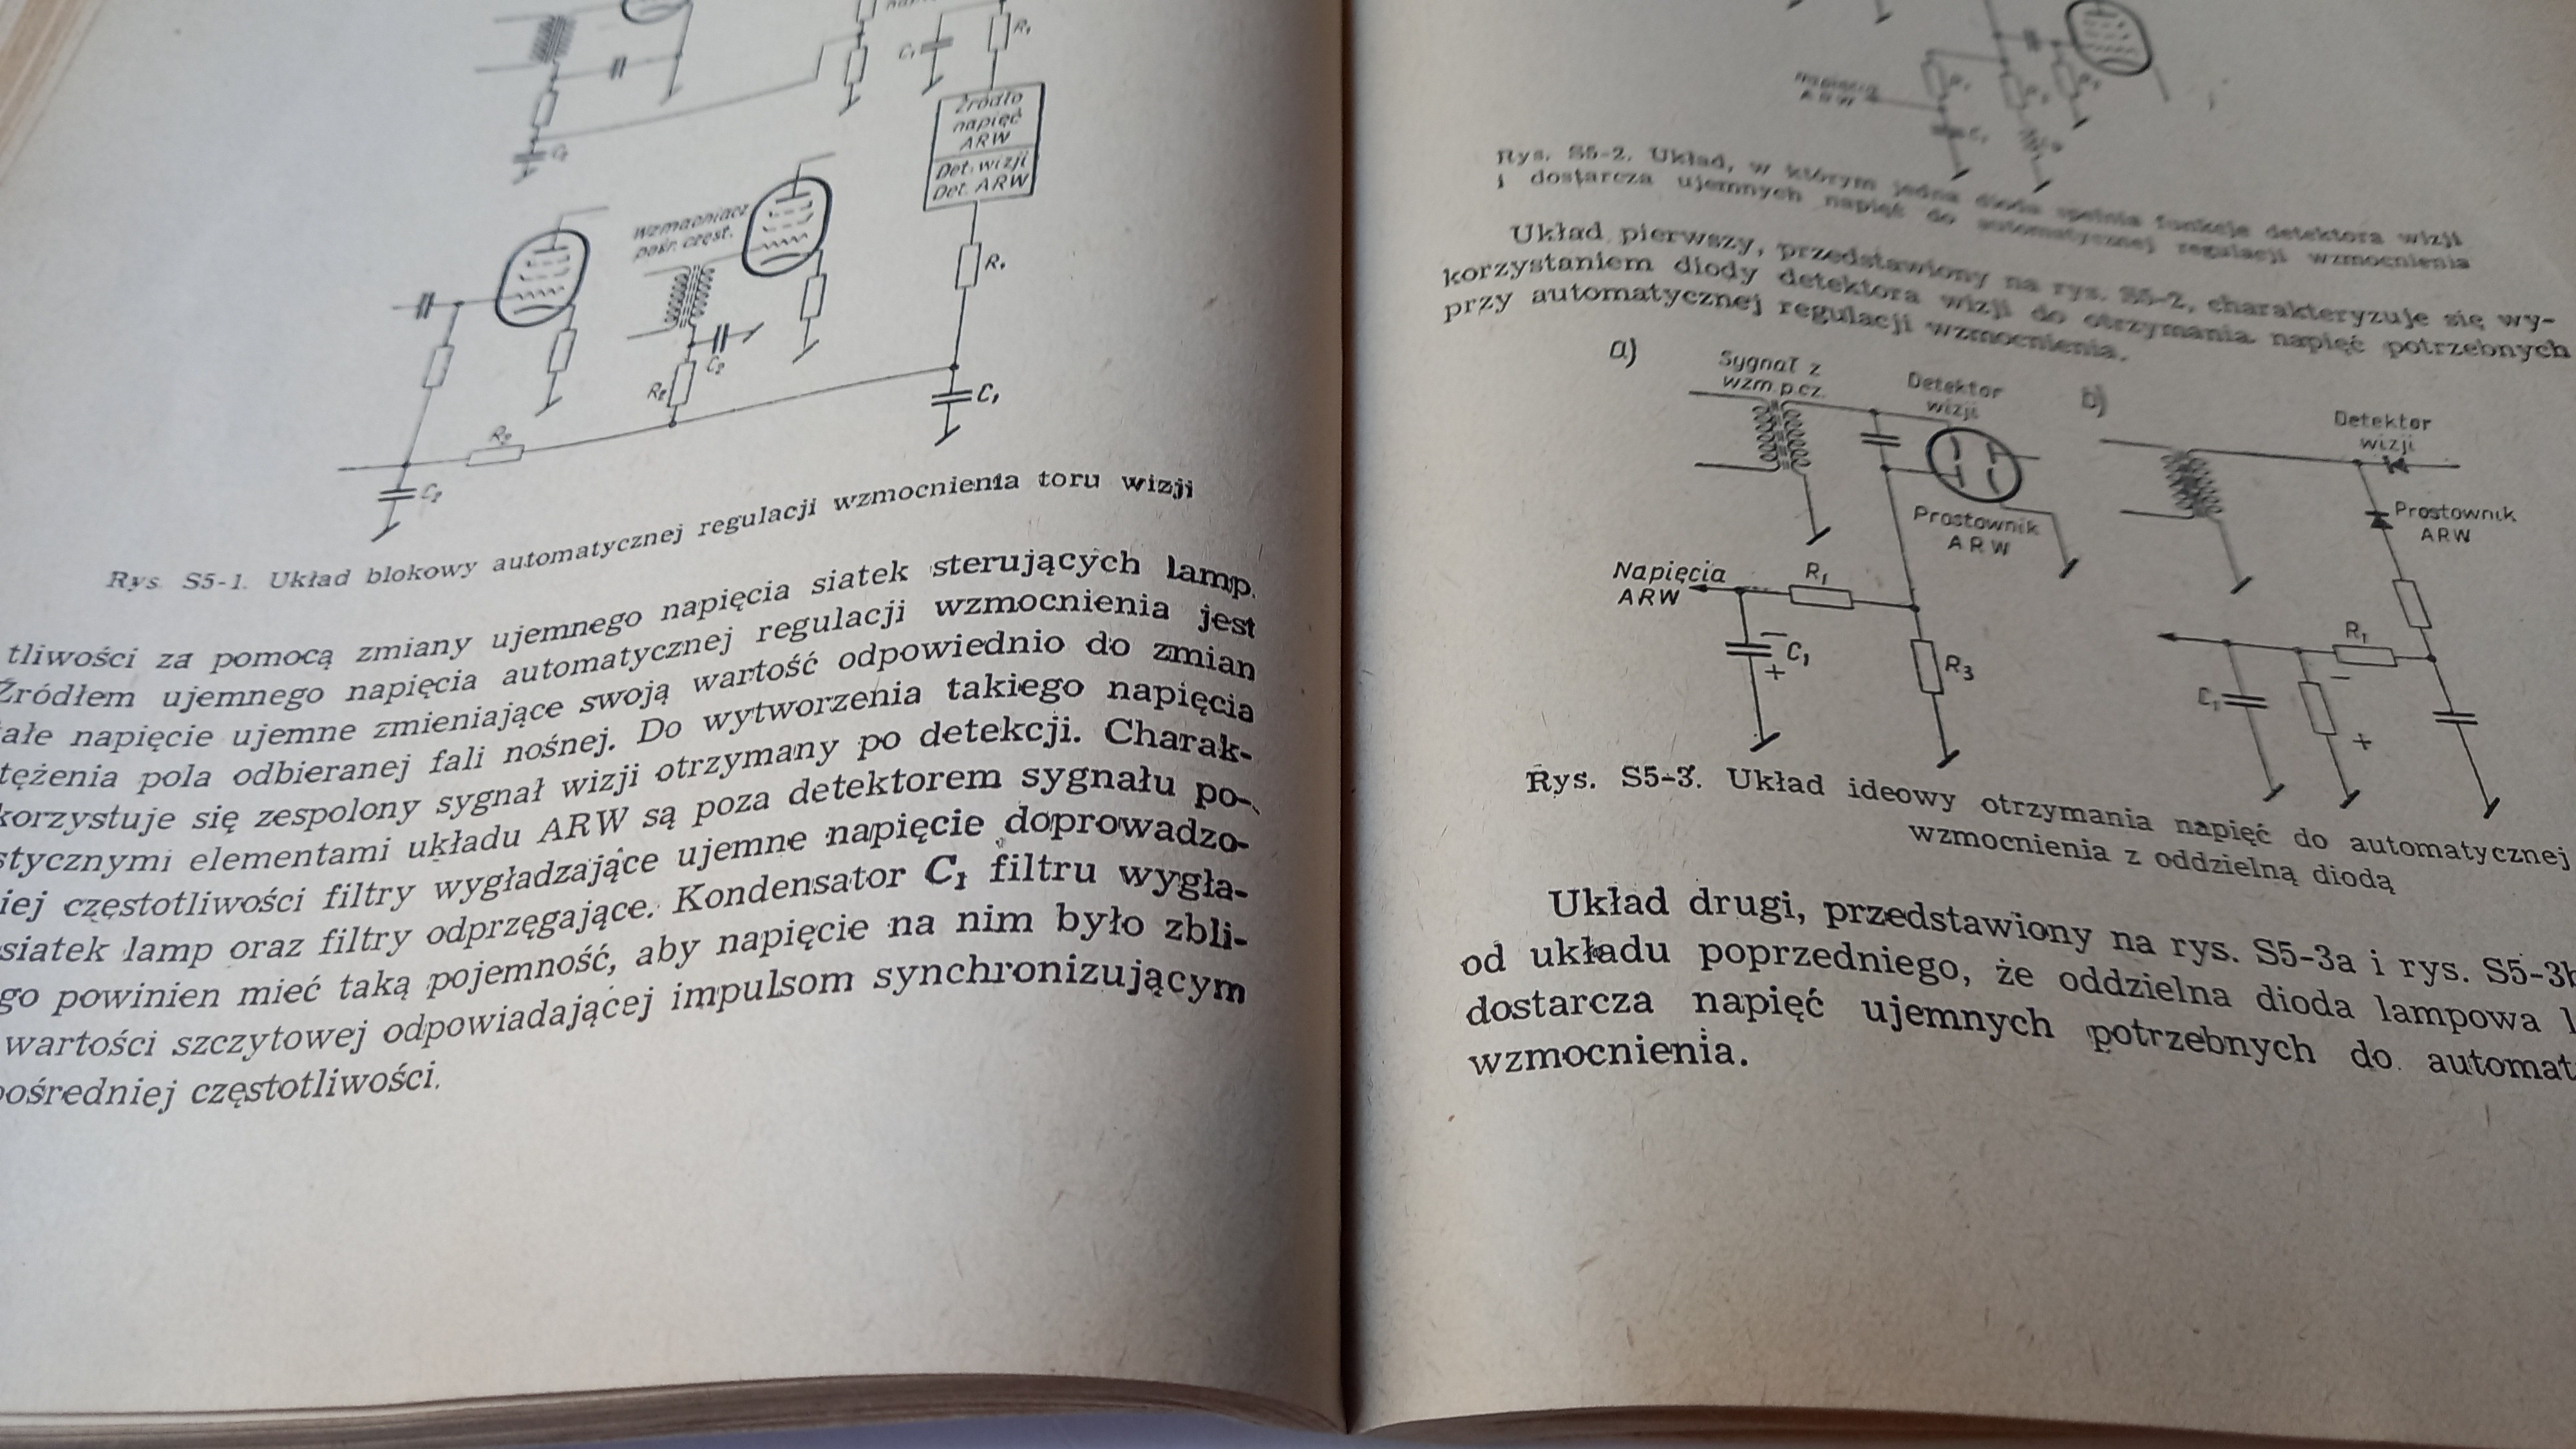 C₁
R₁
C₂
Źródło
napięć
ARW
Det. wizji
Det. ARW
Wzmacniacz
pośr. częst.
R₁
C₂
R₂
C₁
R₂
C₂
Rys. S5-1. Układ blokowy automatycznej regulacji wzmocnienia toru wizji
tliwości za pomocą zmiany ujemnego napięcia siatek sterujących lamp.
Źródłem ujemnego napięcia automatycznej regulacji wzmocnienia jest
ałe napięcie ujemne zmieniające swoją wartość odpowiednio do zmian
tężenia pola odbieranej fali nośnej. Do wytworzenia takiego napięcia
korzystuje się zespolony sygnał wizji otrzymany po detekcji. Charak-
stycznymi elementami układu ARW są poza detektorem sygnału po-
iej częstotliwości filtry wygładzające ujemne napięcie doprowadzo-
siatek lamp oraz filtry odprzęgające. Kondensator C₁ filtru wygła-
go powinien mieć taką pojemność, aby napięcie na nim było zbli-
wartości szczytowej odpowiadającej impulsom synchronizującym
ośredniej częstotliwości.
Napięcia
ARW
Rys. S5-2. Układ, w którym jedna dioda spełnia funkcję detektora wizji
i dostarcza ujemnych napięć do automatycznej regulacji wzmocnienia
Układ pierwszy, przedstawiony na rys. S5-2, charakteryzuje się wy-
korzystaniem diody detektora wizji do otrzymania napięć potrzebnych
przy automatycznej regulacji wzmocnienia.
a)
Sygnał z
wzm. p.cz.
Detektor
wizji
Prostownik
ARW
Napięcia
ARW
R₁
− C₁
+
R₃
b)
Detektor
wizji
Prostownik
ARW
R₁
C₁
−
+
Rys. S5-3. Układ ideowy otrzymania napięć do automatycznej
wzmocnienia z oddzielną diodą
Układ drugi, przedstawiony na rys. S5-3a i rys. S5-3b
od układu poprzedniego, że oddzielna dioda lampowa l
dostarcza napięć ujemnych potrzebnych do automat
wzmocnienia.